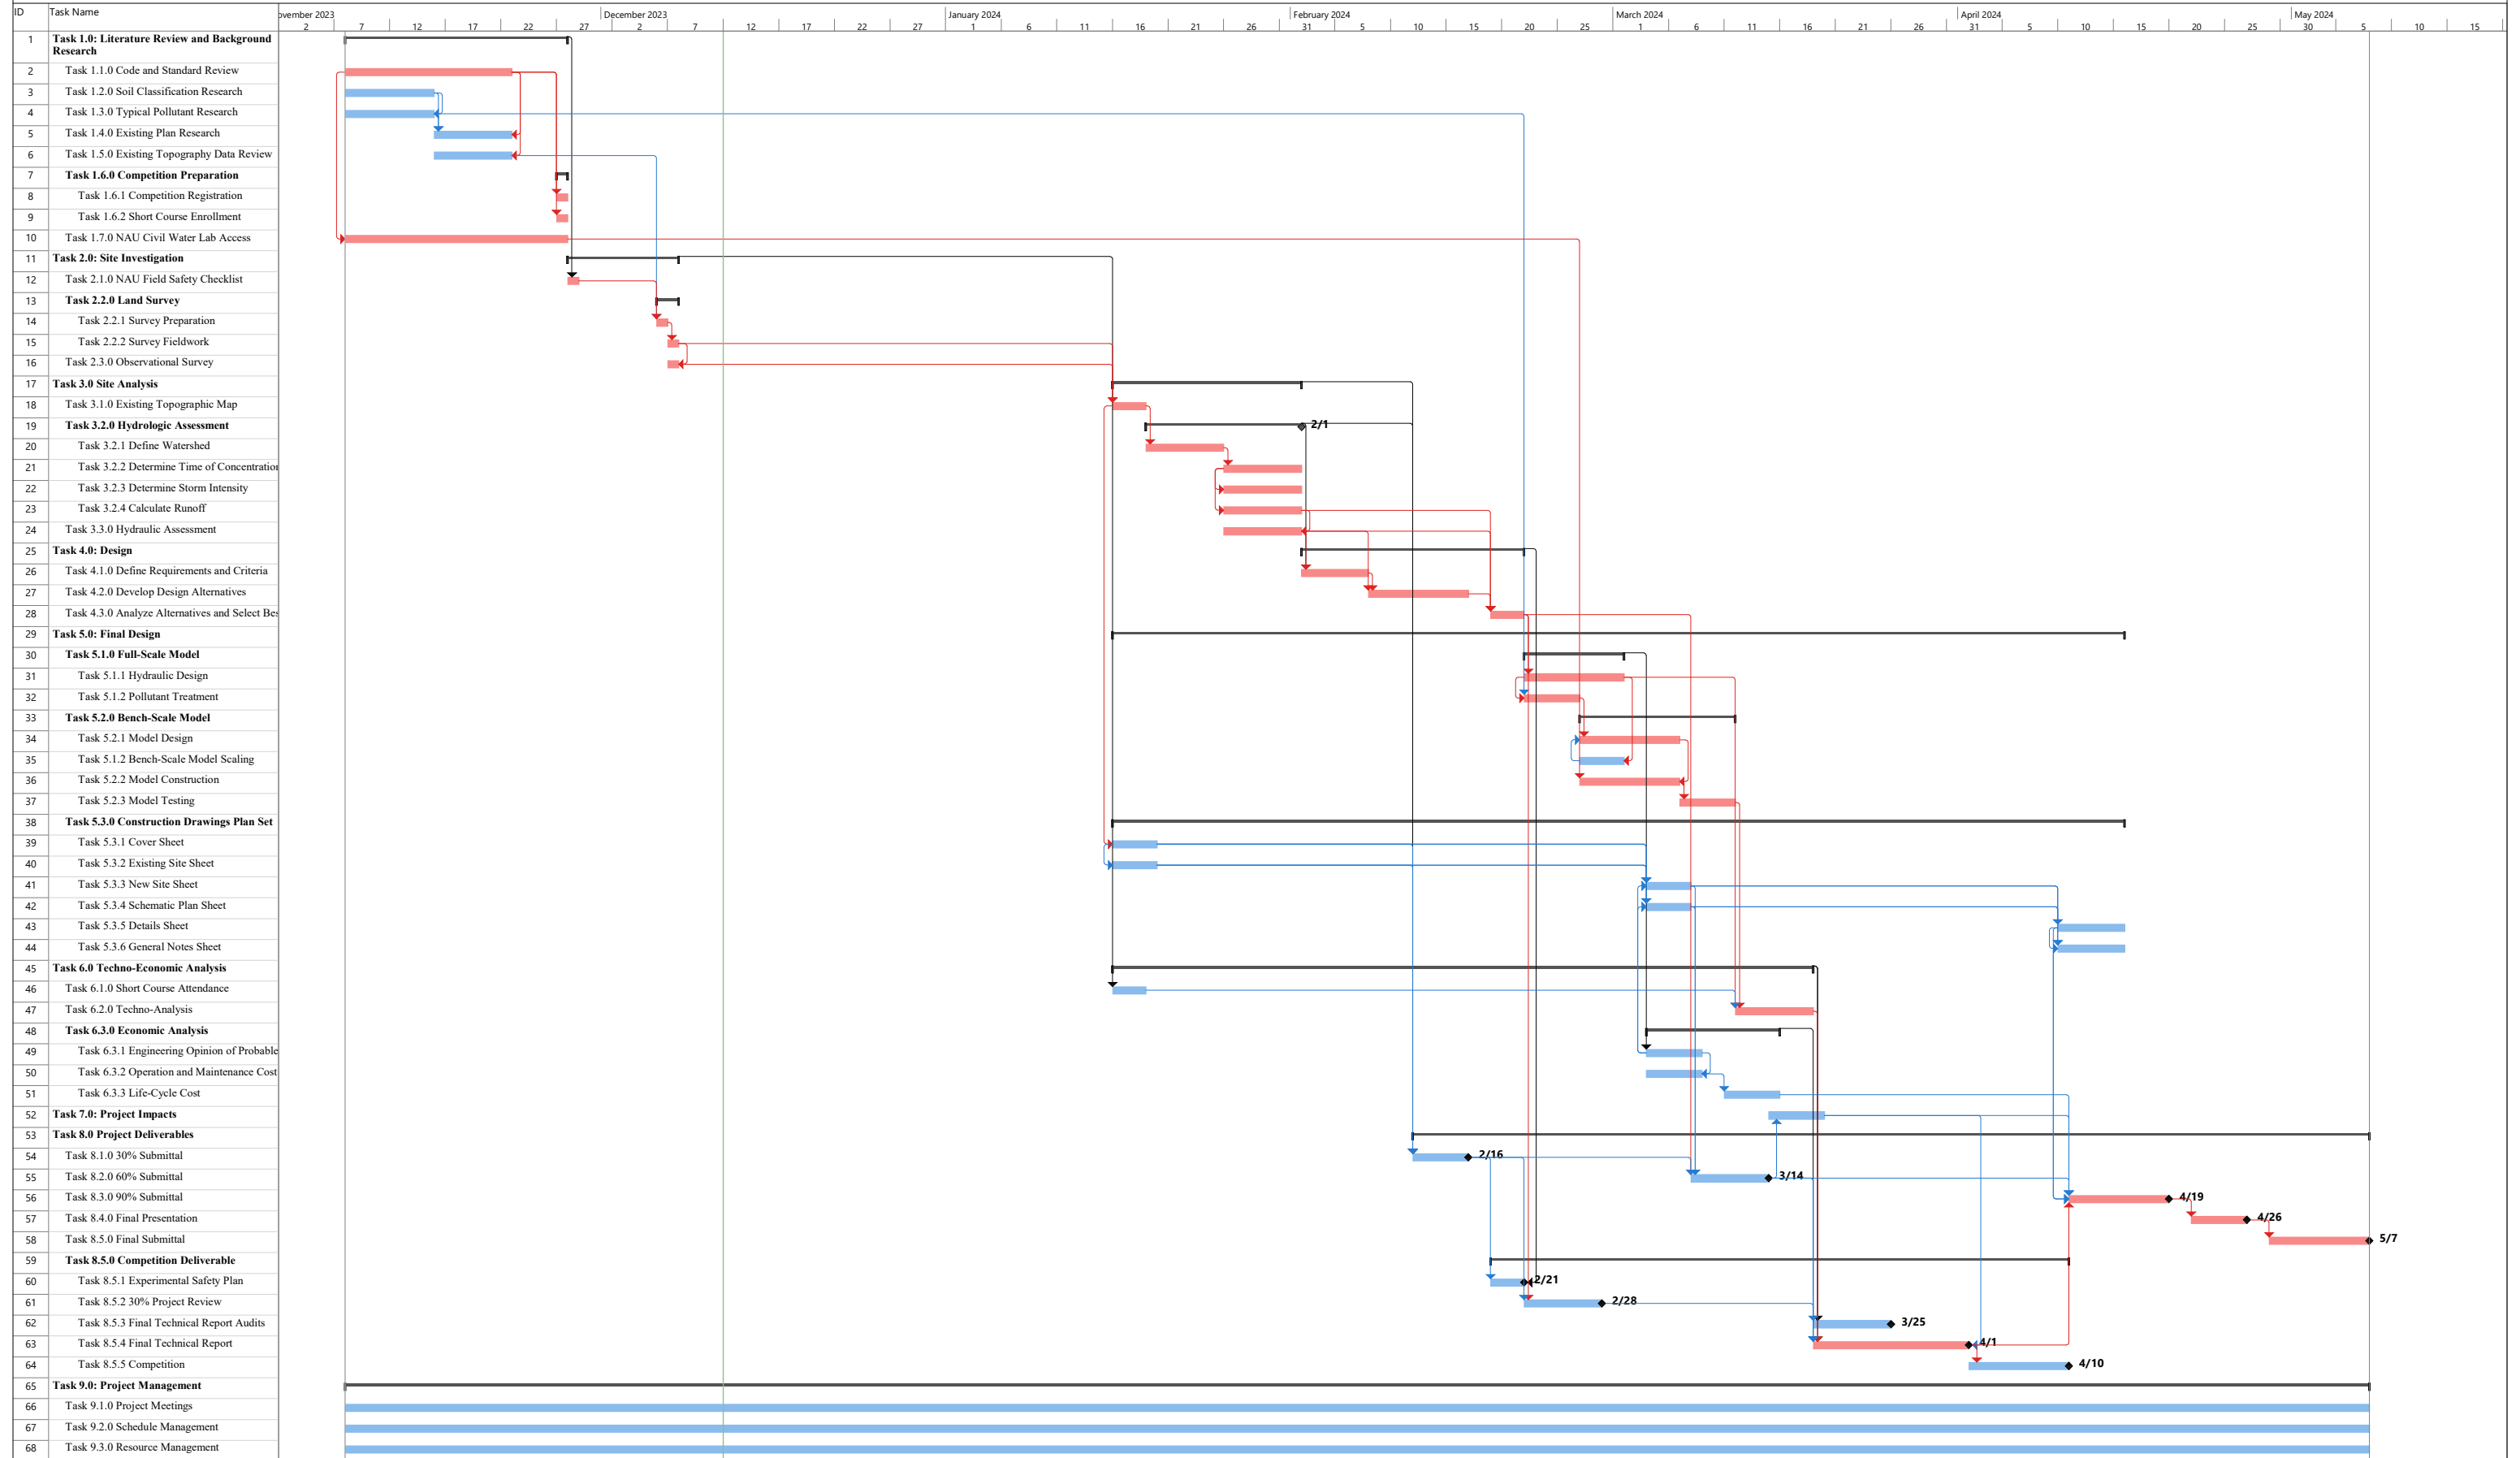 ID Task Name ovember 2023 December 2023 January 2024 February 2024 March 2024 April 2024 May 2024
2 7 12 17 22 27 2 7 12 17 22 27 1 6 11 16 21 26 31 5 10 15 20 25 1 6 11 16 21 26 31 5 10 15 20 25 30 5 10 15
1 Task 1.0: Literature Review and Background
Research
2 Task 1.1.0 Code and Standard Review
3 Task 1.2.0 Soil Classification Research
4 Task 1.3.0 Typical Pollutant Research
5 Task 1.4.0 Existing Plan Research
6 Task 1.5.0 Existing Topography Data Review
7 Task 1.6.0 Competition Preparation
8 Task 1.6.1 Competition Registration
9 Task 1.6.2 Short Course Enrollment
10 Task 1.7.0 NAU Civil Water Lab Access
11 Task 2.0: Site Investigation
12 Task 2.1.0 NAU Field Safety Checklist
13 Task 2.2.0 Land Survey
14 Task 2.2.1 Survey Preparation
15 Task 2.2.2 Survey Fieldwork
16 Task 2.3.0 Observational Survey
17 Task 3.0 Site Analysis
18 Task 3.1.0 Existing Topographic Map
19 Task 3.2.0 Hydrologic Assessment 2/1
20 Task 3.2.1 Define Watershed
21 Task 3.2.2 Determine Time of Concentration
22 Task 3.2.3 Determine Storm Intensity
23 Task 3.2.4 Calculate Runoff
24 Task 3.3.0 Hydraulic Assessment
25 Task 4.0: Design
26 Task 4.1.0 Define Requirements and Criteria
27 Task 4.2.0 Develop Design Alternatives
28 Task 4.3.0 Analyze Alternatives and Select Bes
29 Task 5.0: Final Design
30 Task 5.1.0 Full-Scale Model
31 Task 5.1.1 Hydraulic Design
32 Task 5.1.2 Pollutant Treatment
33 Task 5.2.0 Bench-Scale Model
34 Task 5.2.1 Model Design
35 Task 5.1.2 Bench-Scale Model Scaling
36 Task 5.2.2 Model Construction
37 Task 5.2.3 Model Testing
38 Task 5.3.0 Construction Drawings Plan Set
39 Task 5.3.1 Cover Sheet
40 Task 5.3.2 Existing Site Sheet
41 Task 5.3.3 New Site Sheet
42 Task 5.3.4 Schematic Plan Sheet
43 Task 5.3.5 Details Sheet
44 Task 5.3.6 General Notes Sheet
45 Task 6.0 Techno-Economic Analysis
46 Task 6.1.0 Short Course Attendance
47 Task 6.2.0 Techno-Analysis
48 Task 6.3.0 Economic Analysis
49 Task 6.3.1 Engineering Opinion of Probable
50 Task 6.3.2 Operation and Maintenance Cost
51 Task 6.3.3 Life-Cycle Cost
52 Task 7.0: Project Impacts
53 Task 8.0 Project Deliverables
54 Task 8.1.0 30% Submittal 2/16
55 Task 8.2.0 60% Submittal 3/14
56 Task 8.3.0 90% Submittal 4/19
57 Task 8.4.0 Final Presentation 4/26
58 Task 8.5.0 Final Submittal 5/7
59 Task 8.5.0 Competition Deliverable
60 Task 8.5.1 Experimental Safety Plan 2/21
61 Task 8.5.2 30% Project Review 2/28
62 Task 8.5.3 Final Technical Report Audits 3/25
63 Task 8.5.4 Final Technical Report 4/1
64 Task 8.5.5 Competition 4/10
65 Task 9.0: Project Management
66 Task 9.1.0 Project Meetings
67 Task 9.2.0 Schedule Management
68 Task 9.3.0 Resource Management